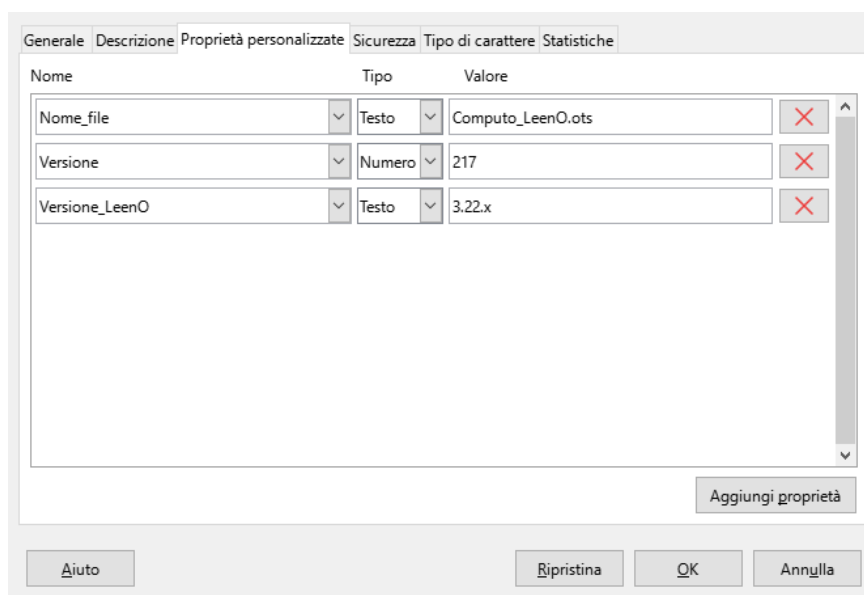 Generale Descrizione Proprietà personalizzate Sicurezza Tipo di carattere Statistiche
Nome Tipo Valore
Nome_file Testo Computo_LeenO.ots
Versione Numero 217
Versione_LeenO Testo 3.22.x
Aggiungi proprietà
Aiuto Ripristina OK Annulla